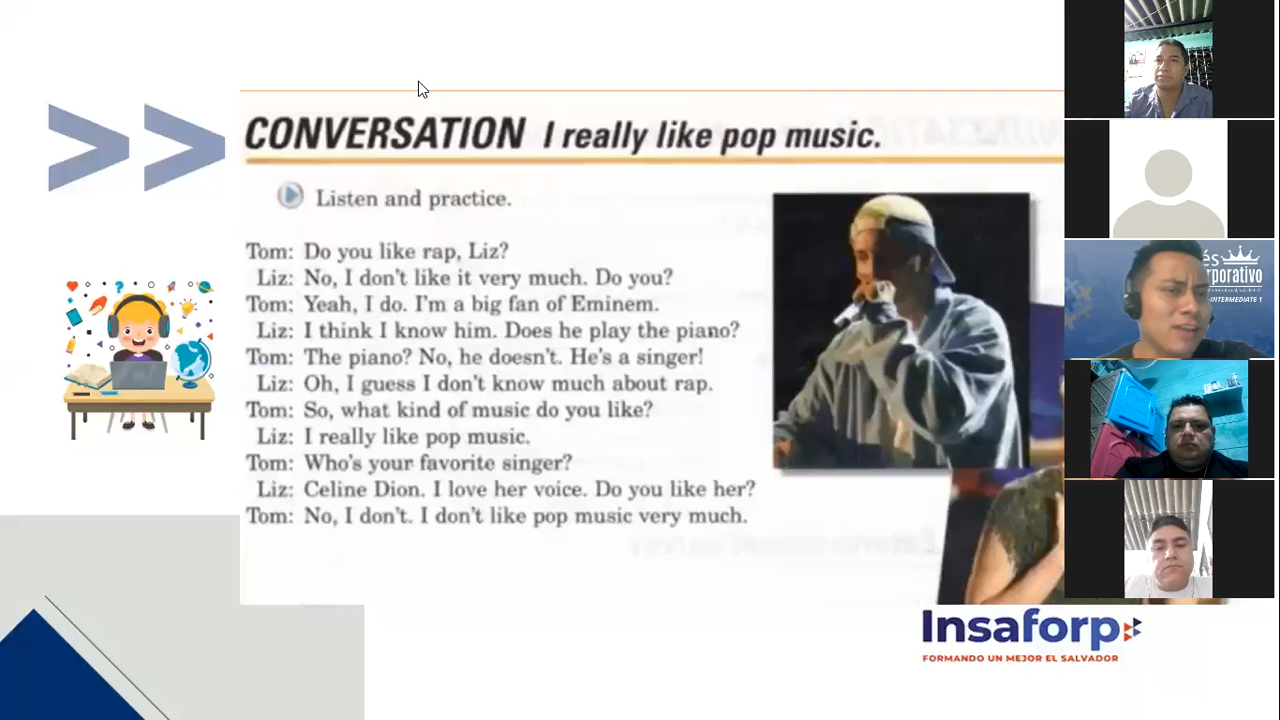 >>
CONVERSATION I really like pop music.
Listen and practice.
Tom: Do you like rap, Liz?
Liz: No, I don't like it very much. Do you?
Tom: Yeah, I do. I'm a big fan of Eminem.
Liz: I think I know him. Does he play the piano?
Tom: The piano? No, he doesn't. He's a singer!
Liz: Oh, I guess I don't know much about rap.
Tom: So, what kind of music do you like?
Liz: I really like pop music.
Tom: Who's your favorite singer?
Liz: Celine Dion. I love her voice. Do you like her?
Tom: No, I don't. I don't like pop music very much.
és
rporativo
INTERMEDIATE 1
Insaforp
FORMANDO UN MEJOR EL SALVADOR